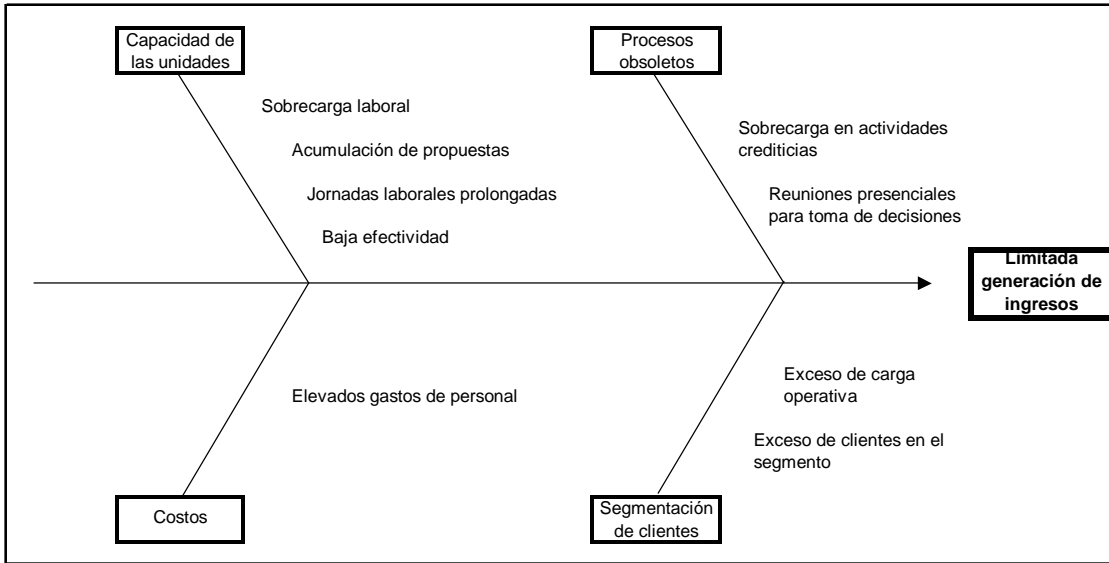 Capacidad de
las unidades
Procesos
obsoletos
Sobrecarga laboral
Acumulación de propuestas
Jornadas laborales prolongadas
Baja efectividad
Sobrecarga en actividades
crediticias
Reuniones presenciales
para toma de decisiones
Limitada
generación de
ingresos
Elevados gastos de personal
Exceso de carga
operativa
Exceso de clientes en el
segmento
Costos
Segmentación
de clientes